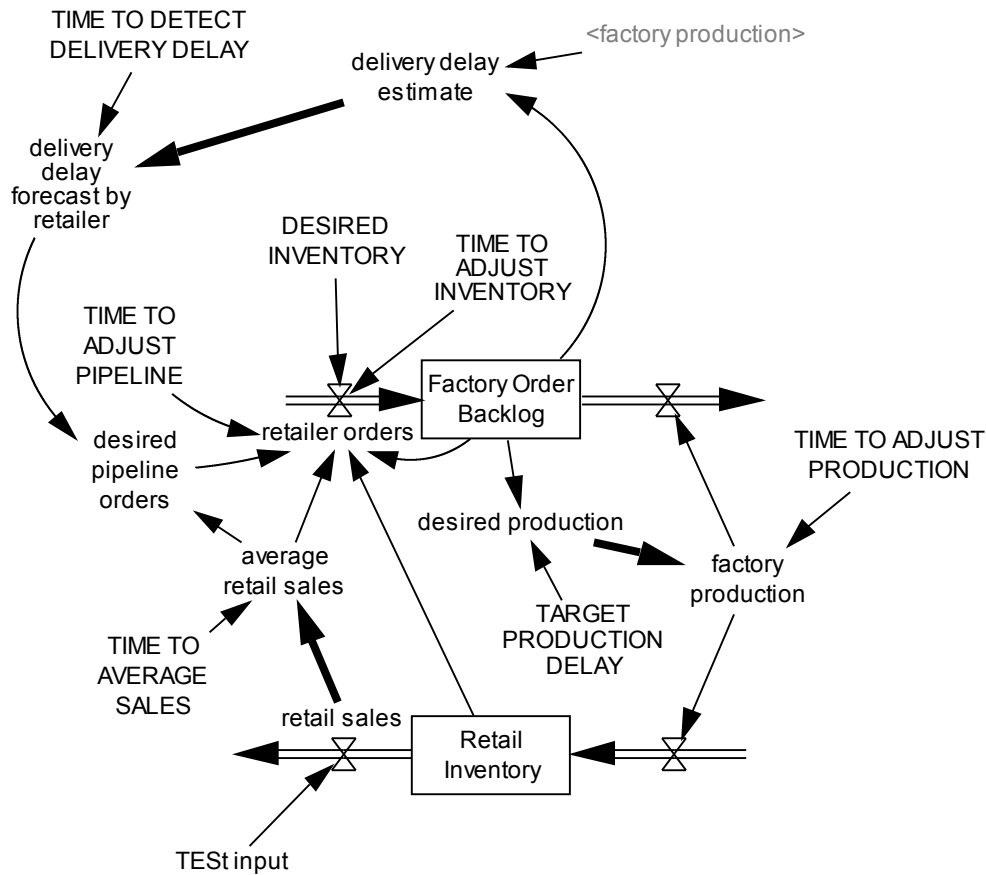 TIME TO DETECT
DELIVERY DELAY
<factory production>
delivery delay
estimate
delivery
delay
forecast by
retailer
DESIRED
INVENTORY
TIME TO
ADJUST
INVENTORY
TIME TO
ADJUST
PIPELINE
Factory Order
Backlog
retailer orders
desired
pipeline
orders
TIME TO ADJUST
PRODUCTION
desired production
average
retail sales
factory
production
TARGET
PRODUCTION
DELAY
TIME TO
AVERAGE
SALES
retail sales
Retail
Inventory
TESt input